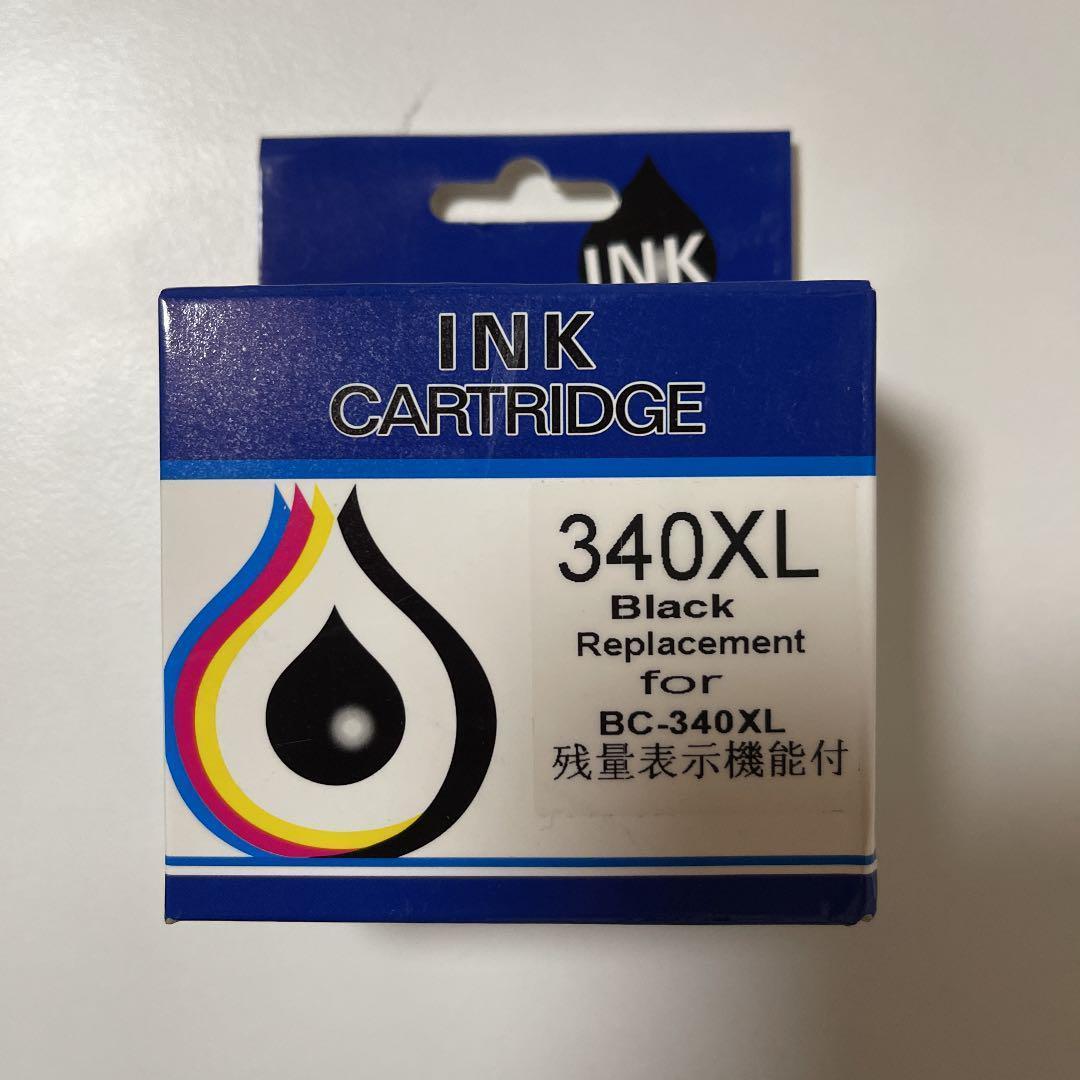 INK
INK
CARTRIDGE
340XL
Black
Replacement
for
BC-340XL
残量表示機能付